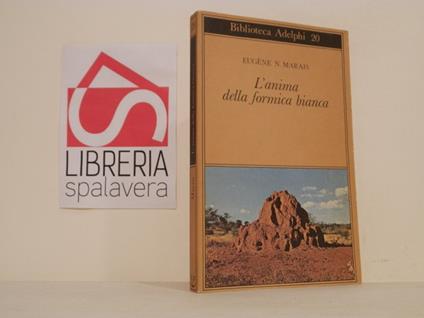 LIBRERIA
spalavera
Biblioteca Adelphi 20
EUGÈNE N. MARAIS
L'anima
della formica bianca